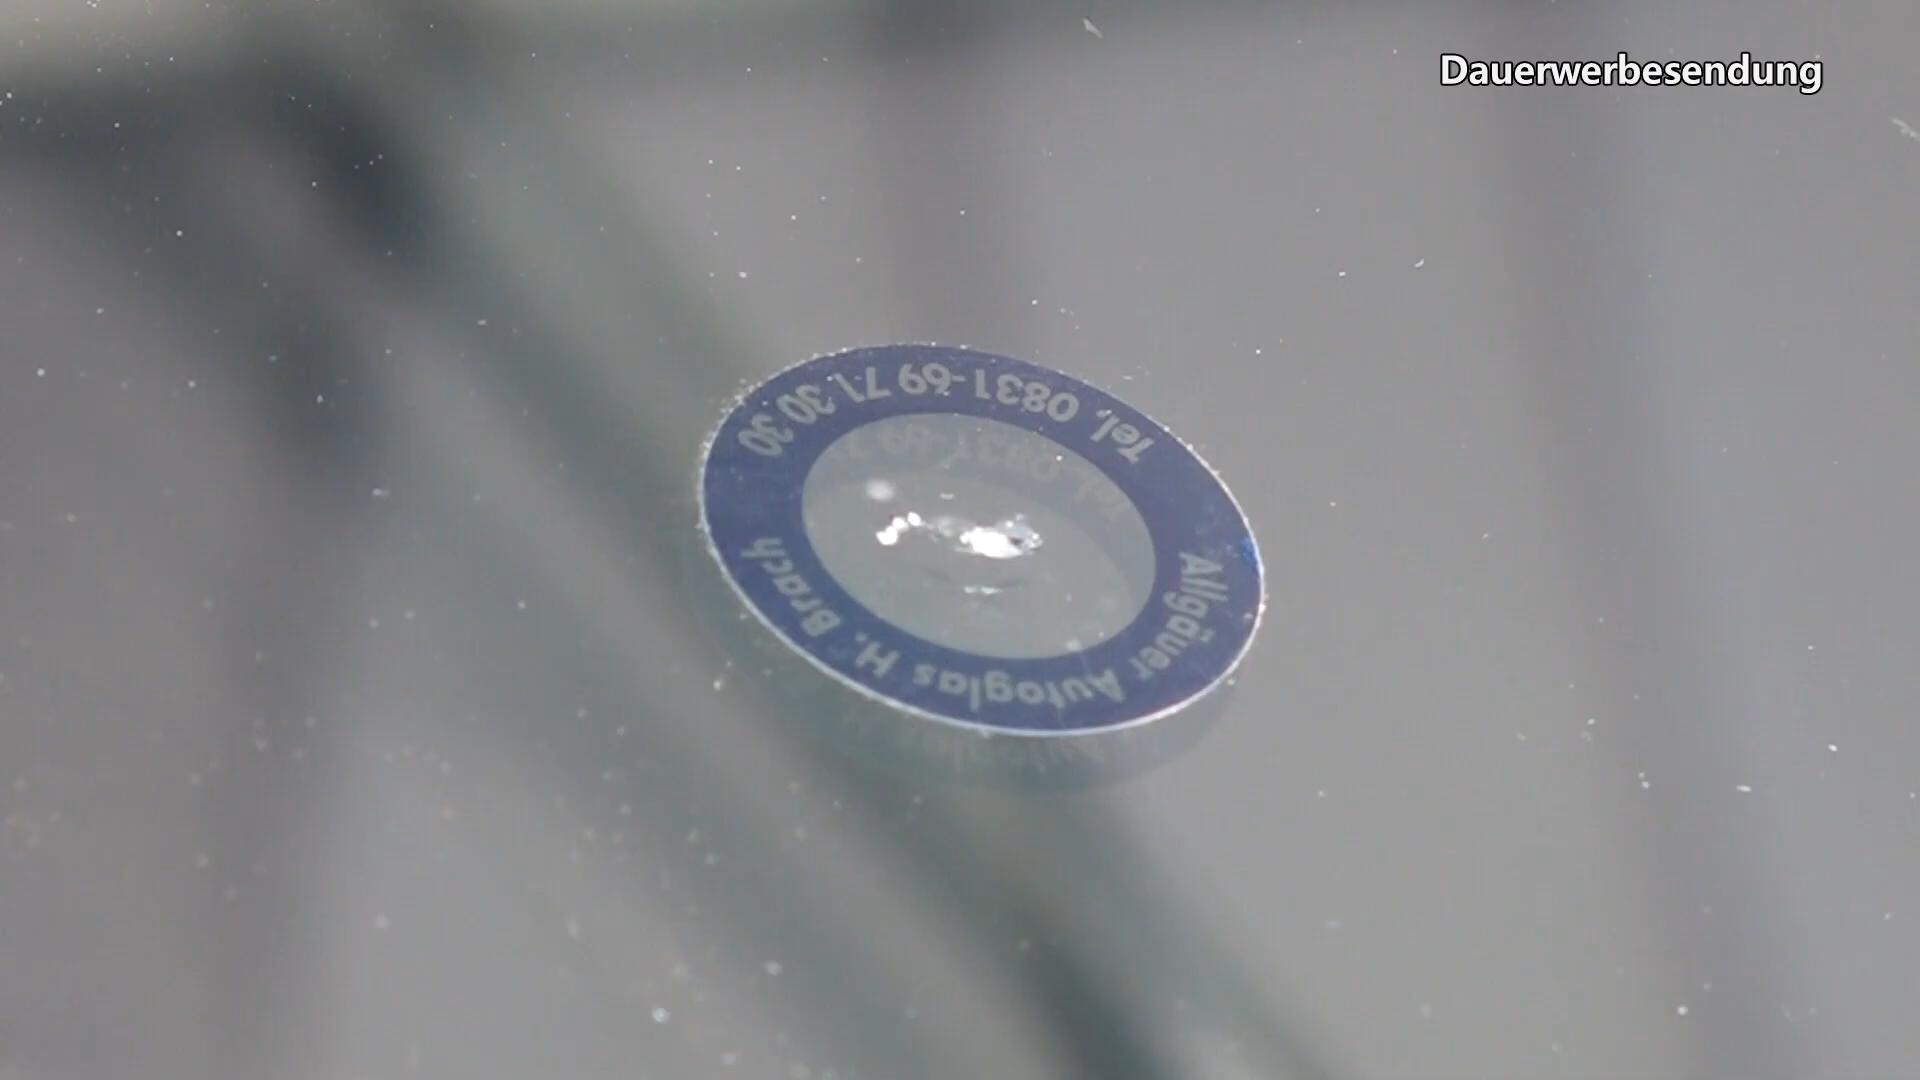 Dauerwerbesendung
Allgäuer Autoglas H. Brach
Tel. 0831-69 71 30 30